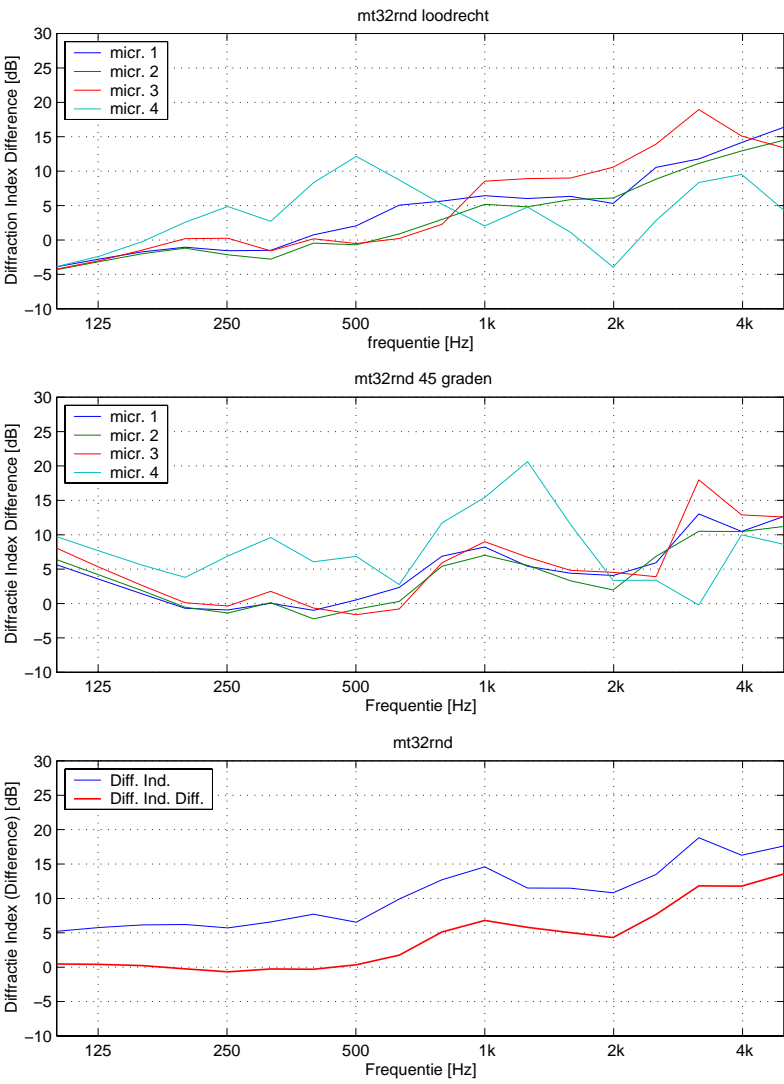 mt32rnd loodrecht
30
25
20
15
10
5
0
−5
−10
Diffraction Index Difference [dB]
micr. 1
micr. 2
micr. 3
micr. 4
125 250 500 1k 2k 4k
frequentie [Hz]
mt32rnd 45 graden
30
25
20
15
10
5
0
−5
−10
Diffractie Index Difference [dB]
micr. 1
micr. 2
micr. 3
micr. 4
125 250 500 1k 2k 4k
Frequentie [Hz]
mt32rnd
30
25
20
15
10
5
0
−5
−10
Diffractie Index (Difference) [dB]
Diff. Ind.
Diff. Ind. Diff.
125 250 500 1k 2k 4k
Frequentie [Hz]